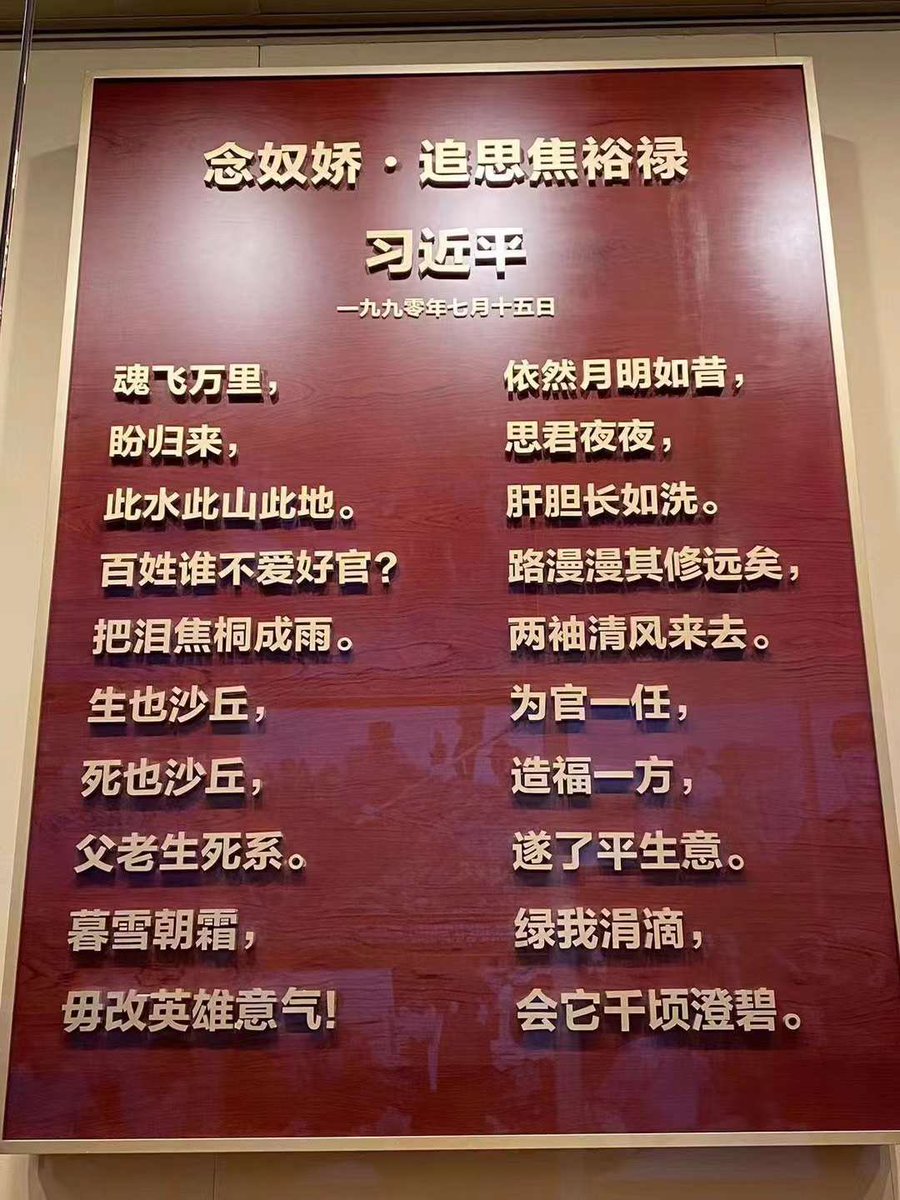 念奴娇·追思焦裕禄
习近平
一九九零年七月十五日
魂飞万里，
盼归来，
此水此山此地。
百姓谁不爱好官？
把泪焦桐成雨。
生也沙丘，
死也沙丘，
父老生死系。
暮雪朝霜，
毋改英雄意气！
依然月明如昔，
思君夜夜，
肝胆长如洗。
路漫漫其修远矣，
两袖清风来去。
为官一任，
造福一方，
遂了平生意。
绿我涓滴，
会它千顷澄碧。